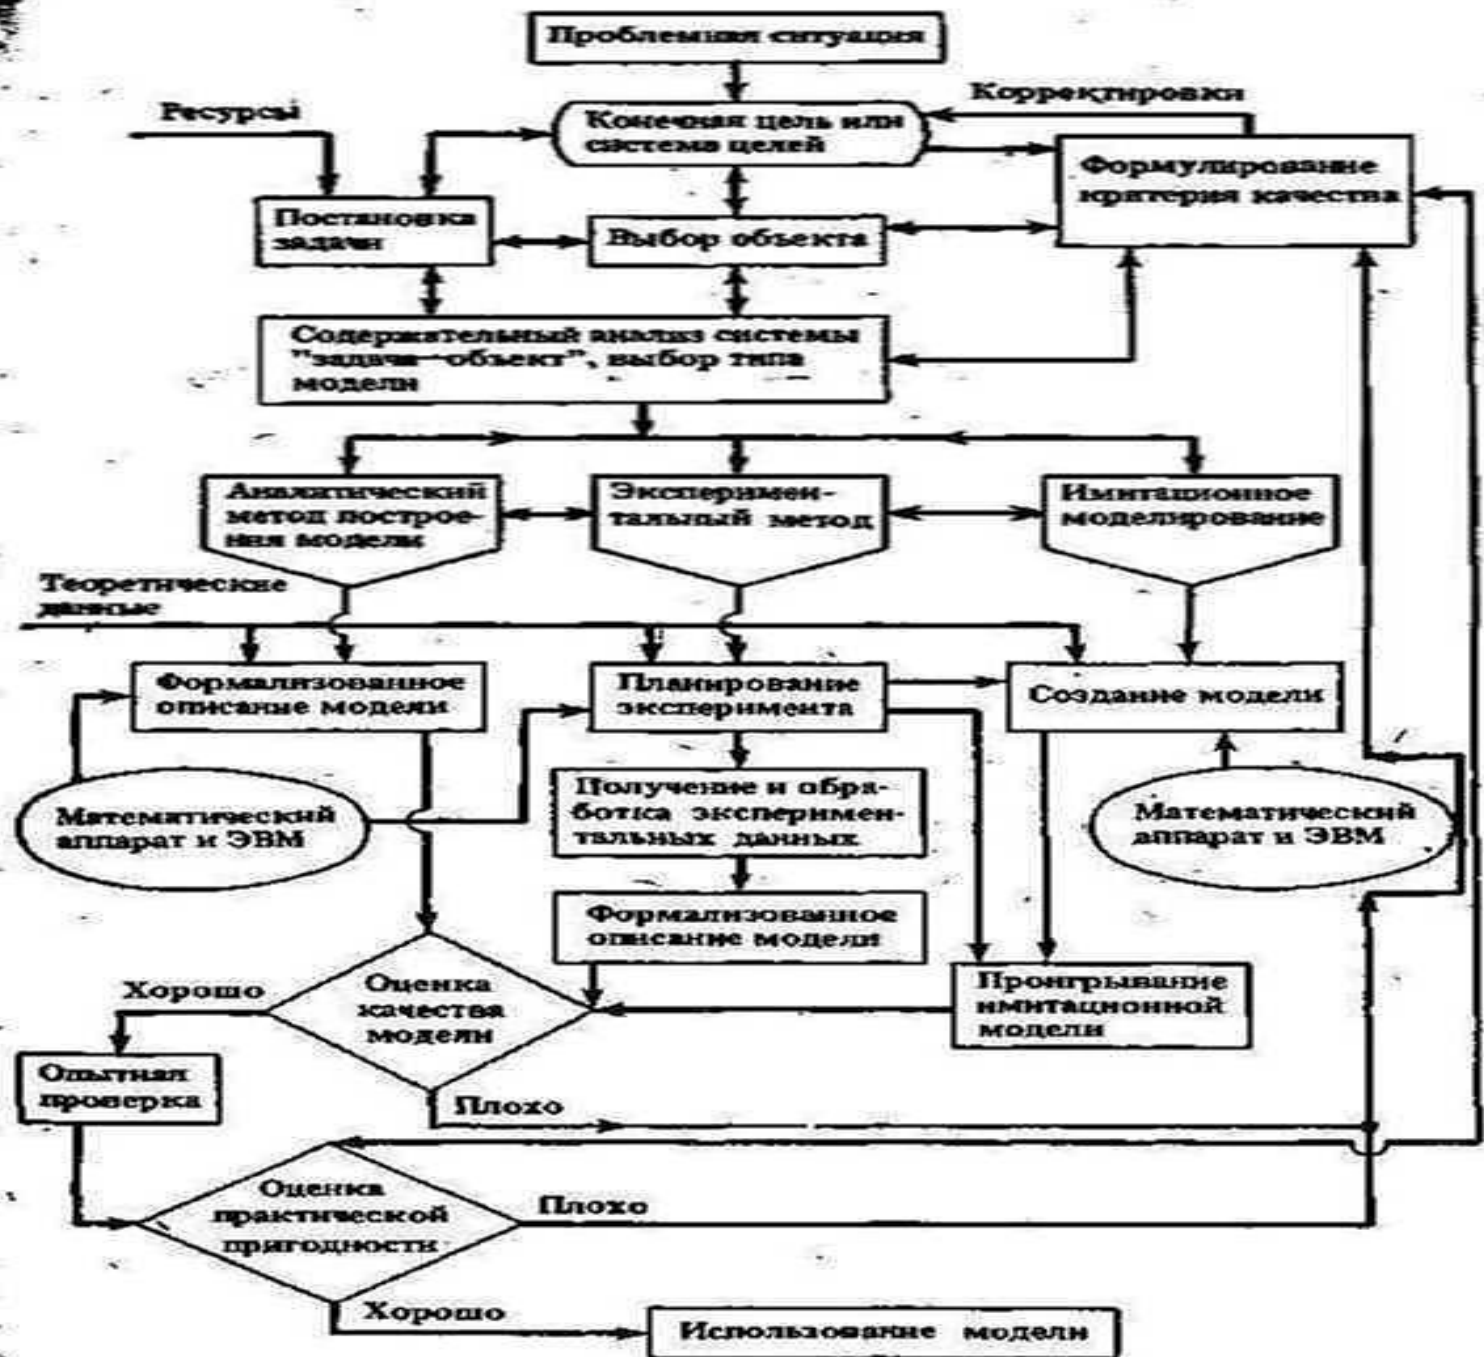 Проблемная ситуация
Корректировки
Ресурсы
Конечная цель или
система целей
Формулирование
критерия качества
Постановка
задачи
Выбор объекта
Содержательный анализ системы
"задача—объект", выбор типа
модели
Аналитический
метод построе-
ния модели
Эксперимен-
тальный метод
Имитационное
моделирование
Теоретические
данные
Формализованное
описание модели
Планирование
эксперимента
Создание модели
Математический
аппарат и ЭВМ
Получение и обра-
ботка эксперимен-
тальных данных
Математический
аппарат и ЭВМ
Формализованное
описание модели
Хорошо
Оценка
качества
модели
Проигрывание
имитационной
модели
Опытная
проверка
Плохо
Оценка
практической
пригодности
Плохо
Хорошо
Использование модели